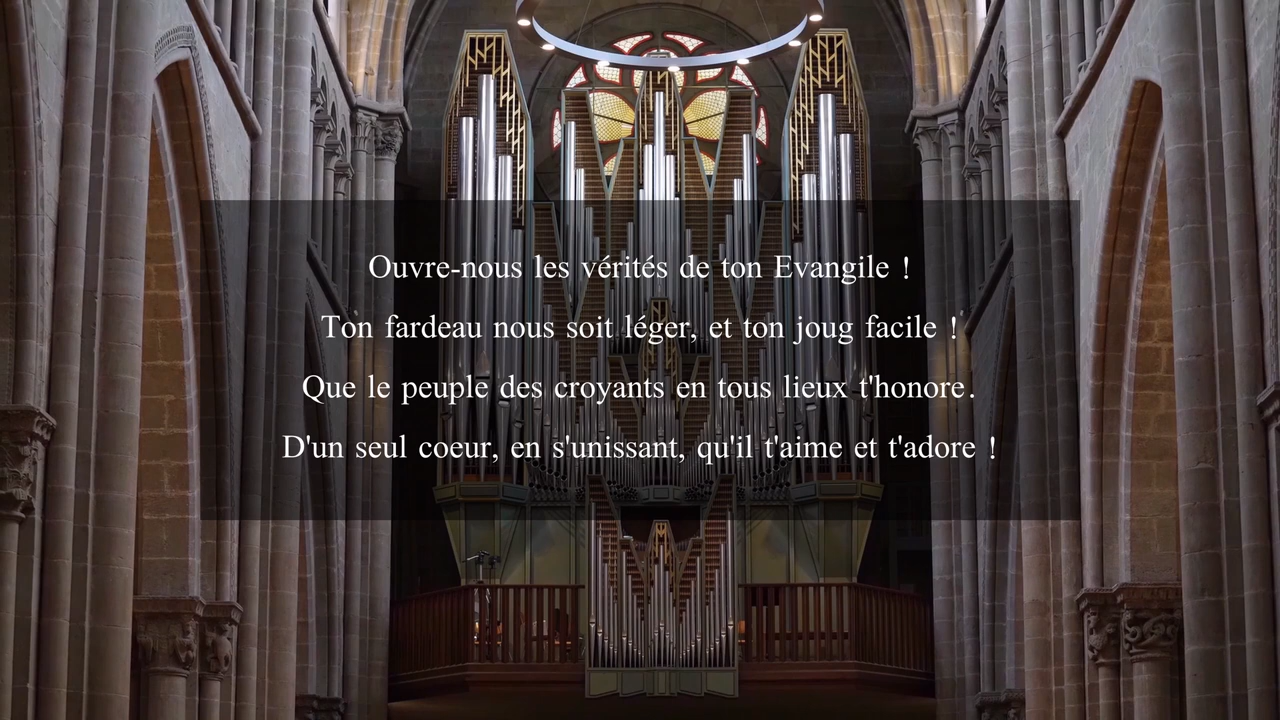 Ouvre-nous les vérités de ton Evangile !
Ton fardeau nous soit léger, et ton joug facile !
Que le peuple des croyants en tous lieux t'honore.
D'un seul coeur, en s'unissant, qu'il t'aime et t'adore !